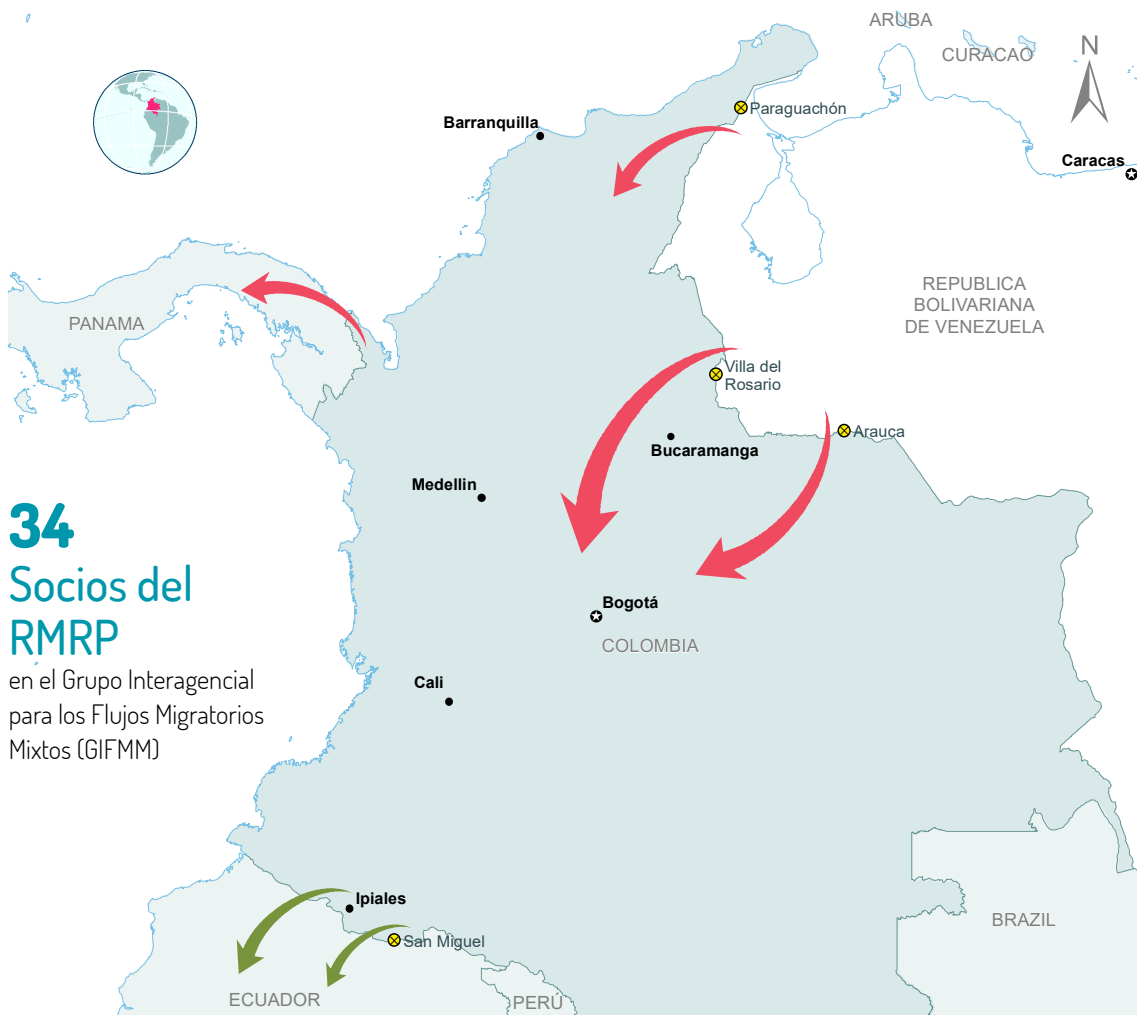 ARUBA
CURACAO
N
Paraguachón
Barranquilla
Caracas
REPUBLICA
BOLIVARIANA
DE VENEZUELA
PANAMA
Villa del
Rosario
Arauca
Bucaramanga
Medellin
34
Socios del
RMRP
en el Grupo Interagencial
para los Flujos Migratorios
Mixtos (GIFMM)
Bogotá
COLOMBIA
Cali
Ipiales
San Miguel
BRAZIL
ECUADOR
PERÚ